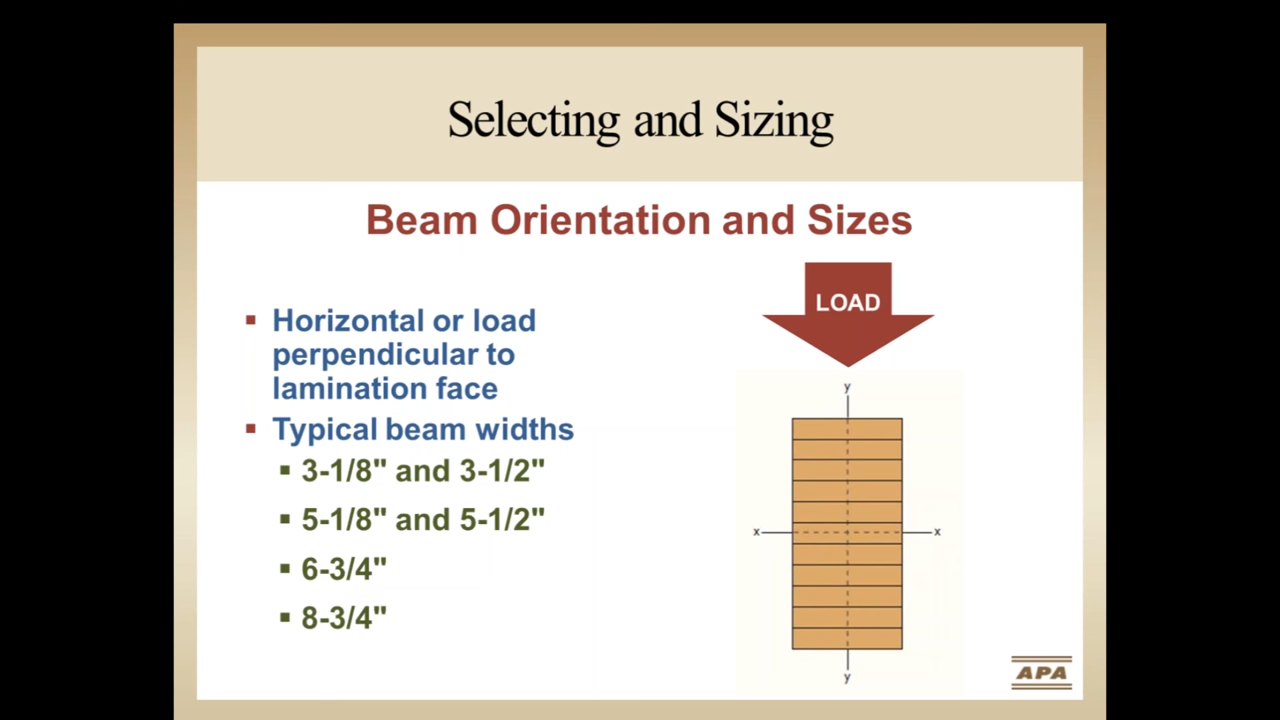 Selecting and Sizing
Beam Orientation and Sizes
▪ Horizontal or load
perpendicular to
lamination face
▪ Typical beam widths
▪ 3-1/8" and 3-1/2"
▪ 5-1/8" and 5-1/2"
▪ 6-3/4"
▪ 8-3/4"
LOAD
y
x x
y
APA